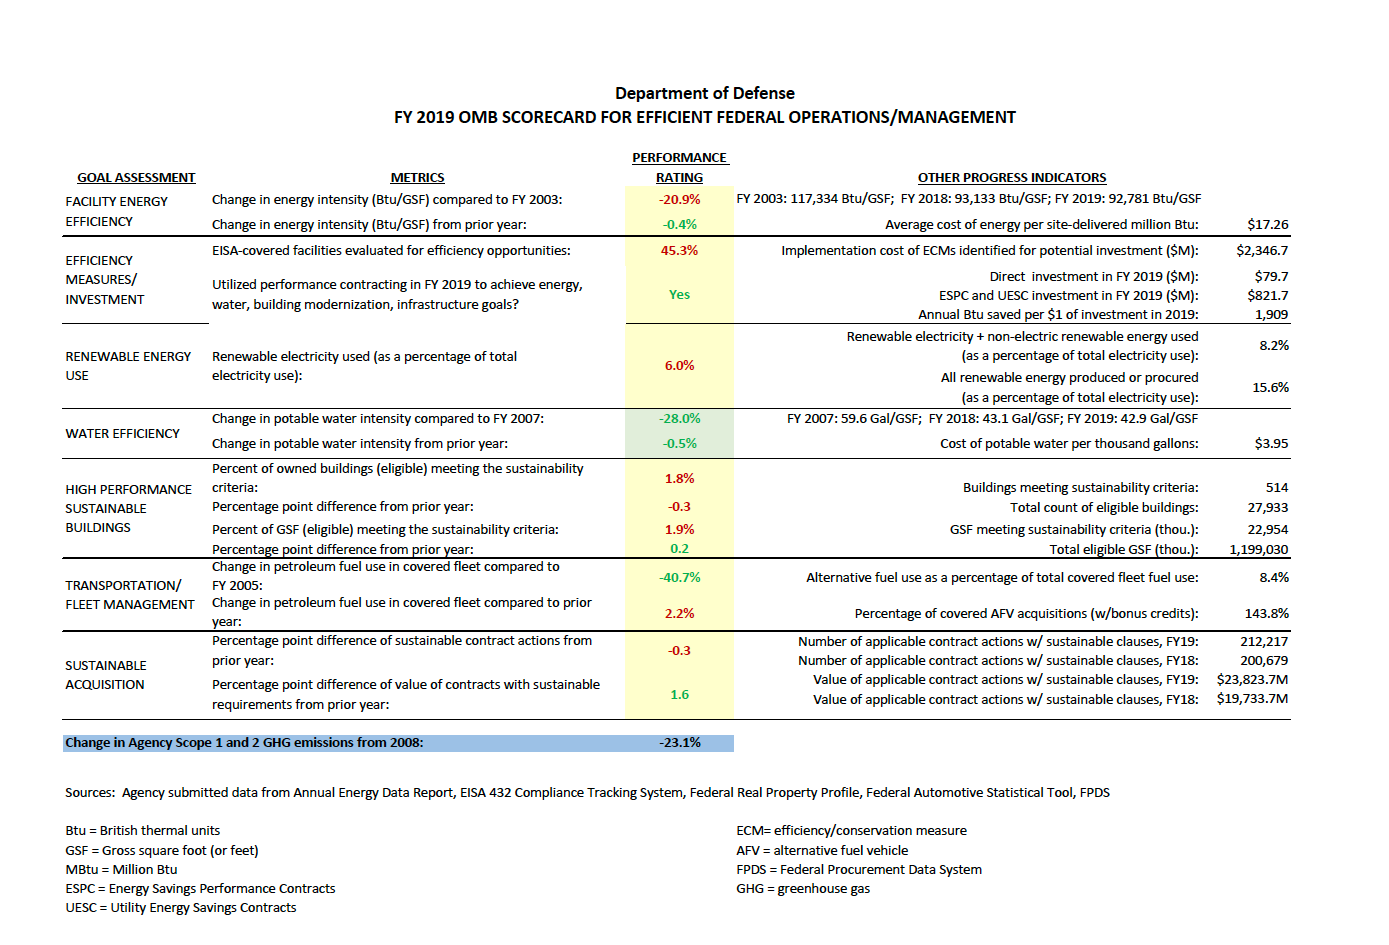 Department of Defense
FY 2019 OMB SCORECARD FOR EFFICIENT FEDERAL OPERATIONS/MANAGEMENT
GOAL ASSESSMENT METRICS PERFORMANCE RATING OTHER PROGRESS INDICATORS
FACILITY ENERGY EFFICIENCY
Change in energy intensity (Btu/GSF) compared to FY 2003: -20.9% FY 2003: 117,334 Btu/GSF; FY 2018: 93,133 Btu/GSF; FY 2019: 92,781 Btu/GSF
Change in energy intensity (Btu/GSF) from prior year: -0.4% Average cost of energy per site-delivered million Btu: $17.26
EFFICIENCY MEASURES/ INVESTMENT
EISA-covered facilities evaluated for efficiency opportunities: 45.3% Implementation cost of ECMs identified for potential investment ($M): $2,346.7
Utilized performance contracting in FY 2019 to achieve energy,
water, building modernization, infrastructure goals? Yes
Direct investment in FY 2019 ($M): $79.7
ESPC and UESC investment in FY 2019 ($M): $821.7
Annual Btu saved per $1 of investment in 2019: 1,909
RENEWABLE ENERGY USE
Renewable electricity used (as a percentage of total
electricity use): 6.0%
Renewable electricity + non-electric renewable energy used
(as a percentage of total electricity use): 8.2%
All renewable energy produced or procured
(as a percentage of total electricity use): 15.6%
WATER EFFICIENCY
Change in potable water intensity compared to FY 2007: -28.0% FY 2007: 59.6 Gal/GSF; FY 2018: 43.1 Gal/GSF; FY 2019: 42.9 Gal/GSF
Change in potable water intensity from prior year: -0.5% Cost of potable water per thousand gallons: $3.95
HIGH PERFORMANCE SUSTAINABLE BUILDINGS
Percent of owned buildings (eligible) meeting the sustainability
criteria: 1.8% Buildings meeting sustainability criteria: 514
Percentage point difference from prior year: -0.3 Total count of eligible buildings: 27,933
Percent of GSF (eligible) meeting the sustainability criteria: 1.9% GSF meeting sustainability criteria (thou.): 22,954
Percentage point difference from prior year: 0.2 Total eligible GSF (thou.): 1,199,030
TRANSPORTATION/ FLEET MANAGEMENT
Change in petroleum fuel use in covered fleet compared to
FY 2005: -40.7% Alternative fuel use as a percentage of total covered fleet fuel use: 8.4%
Change in petroleum fuel use in covered fleet compared to prior
year: 2.2% Percentage of covered AFV acquisitions (w/bonus credits): 143.8%
SUSTAINABLE ACQUISITION
Percentage point difference of sustainable contract actions from
prior year: -0.3
Percentage point difference of value of contracts with sustainable
requirements from prior year: 1.6
Number of applicable contract actions w/ sustainable clauses, FY19: 212,217
Number of applicable contract actions w/ sustainable clauses, FY18: 200,679
Value of applicable contract actions w/ sustainable clauses, FY19: $23,823.7M
Value of applicable contract actions w/ sustainable clauses, FY18: $19,733.7M
Change in Agency Scope 1 and 2 GHG emissions from 2008: -23.1%
Sources: Agency submitted data from Annual Energy Data Report, EISA 432 Compliance Tracking System, Federal Real Property Profile, Federal Automotive Statistical Tool, FPDS
Btu = British thermal units
GSF = Gross square foot (or feet)
MBtu = Million Btu
ESPC = Energy Savings Performance Contracts
UESC = Utility Energy Savings Contracts
ECM= efficiency/conservation measure
AFV = alternative fuel vehicle
FPDS = Federal Procurement Data System
GHG = greenhouse gas